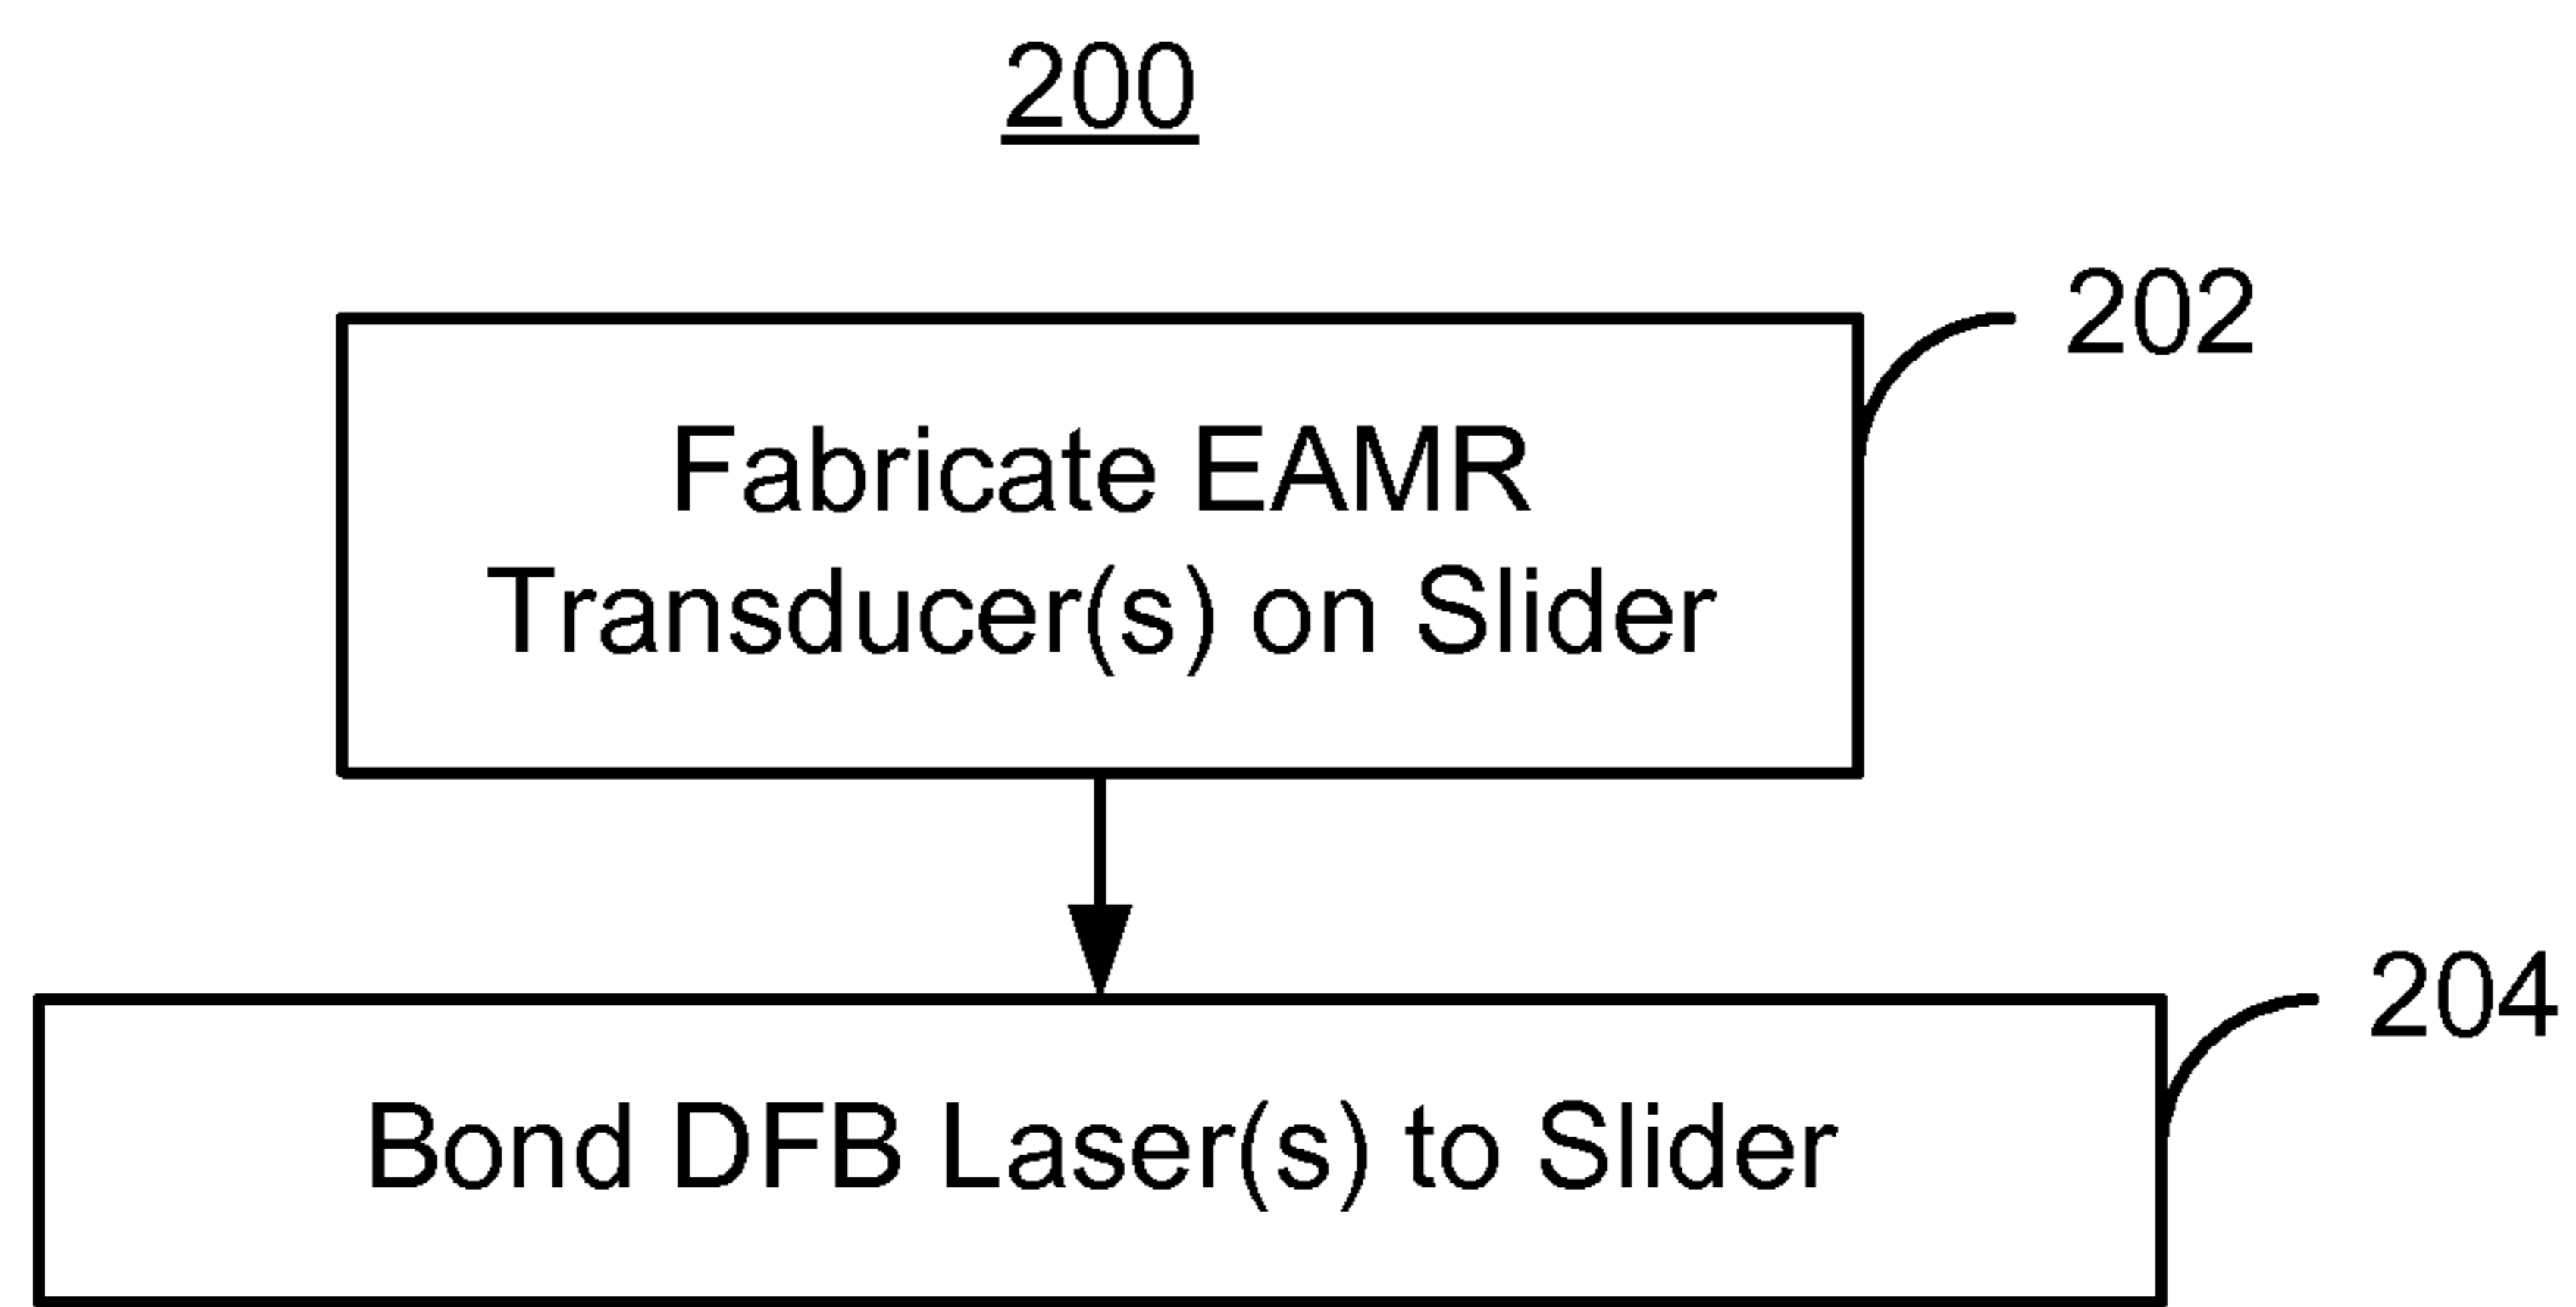 200
202
Fabricate EAMR
Transducer(s) on Slider
204
Bond DFB Laser(s) to Slider